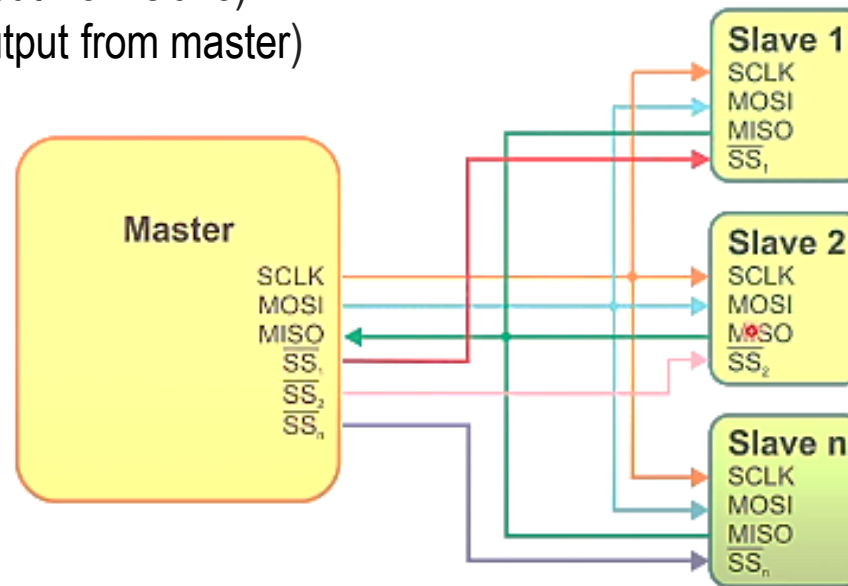 utput from master)
Master
SCLK
MOSI
MISO
SS₁
SS₂
SSₙ
Slave 1
SCLK
MOSI
MISO
SS₁
Slave 2
SCLK
MOSI
MISO
SS₂
Slave n
SCLK
MOSI
MISO
SSₙ